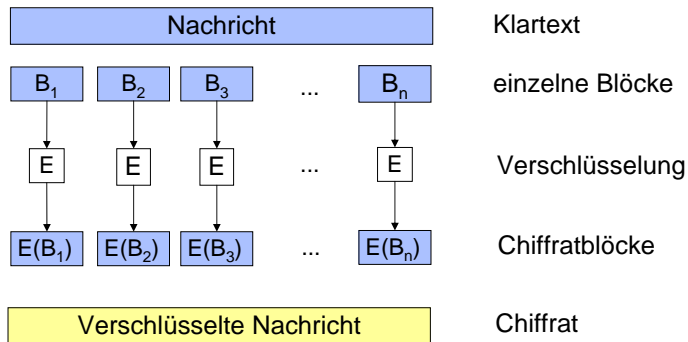 Nachricht Klartext
B₁ B₂ B₃ ... Bₙ einzelne Blöcke
E E E ... E Verschlüsselung
E(B₁) E(B₂) E(B₃) ... E(Bₙ) Chiffratblöcke
Verschlüsselte Nachricht Chiffrat